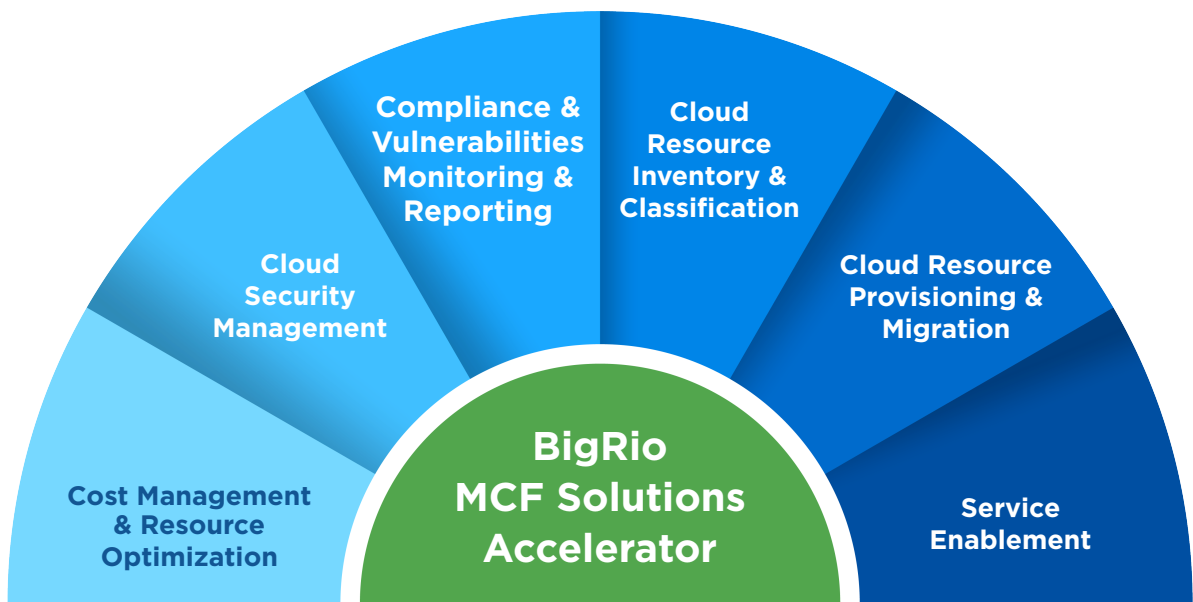 Compliance &
Vulnerabilities
Monitoring &
Reporting
Cloud
Resource
Inventory &
Classification
Cloud
Security
Management
Cloud Resource
Provisioning &
Migration
Cost Management
& Resource
Optimization
BigRio
MCF Solutions
Accelerator
Service
Enablement